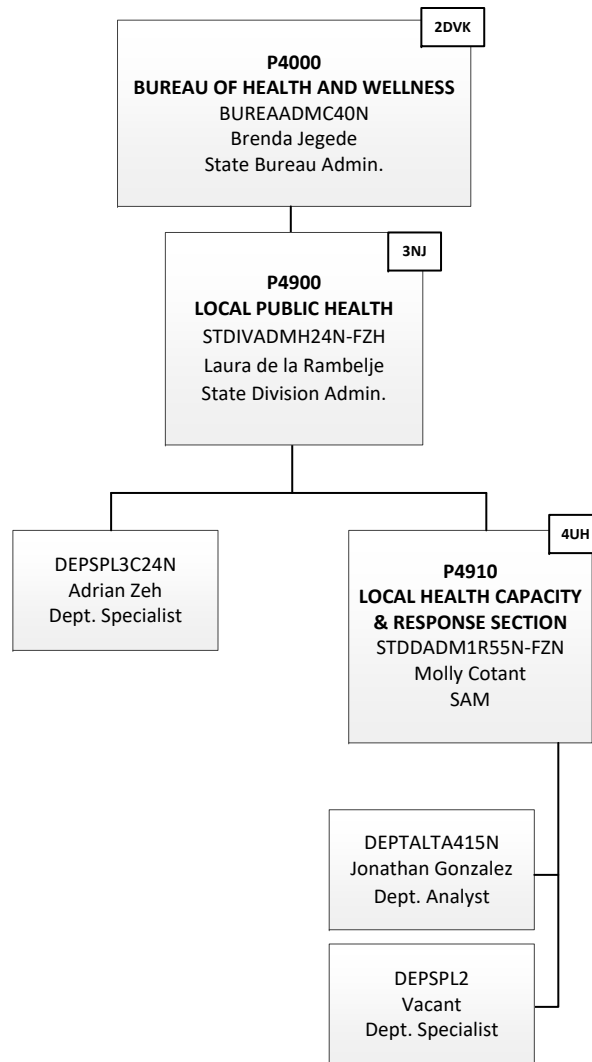 2DVK
P4000
BUREAU OF HEALTH AND WELLNESS
BUREAADMC40N
Brenda Jegede
State Bureau Admin.
3NJ
P4900
LOCAL PUBLIC HEALTH
STDIVADMH24N-FZH
Laura de la Rambelje
State Division Admin.
DEPSPL3C24N
Adrian Zeh
Dept. Specialist
4UH
P4910
LOCAL HEALTH CAPACITY
& RESPONSE SECTION
STDDADM1R55N-FZN
Molly Cotant
SAM
DEPTALTA415N
Jonathan Gonzalez
Dept. Analyst
DEPSPL2
Vacant
Dept. Specialist